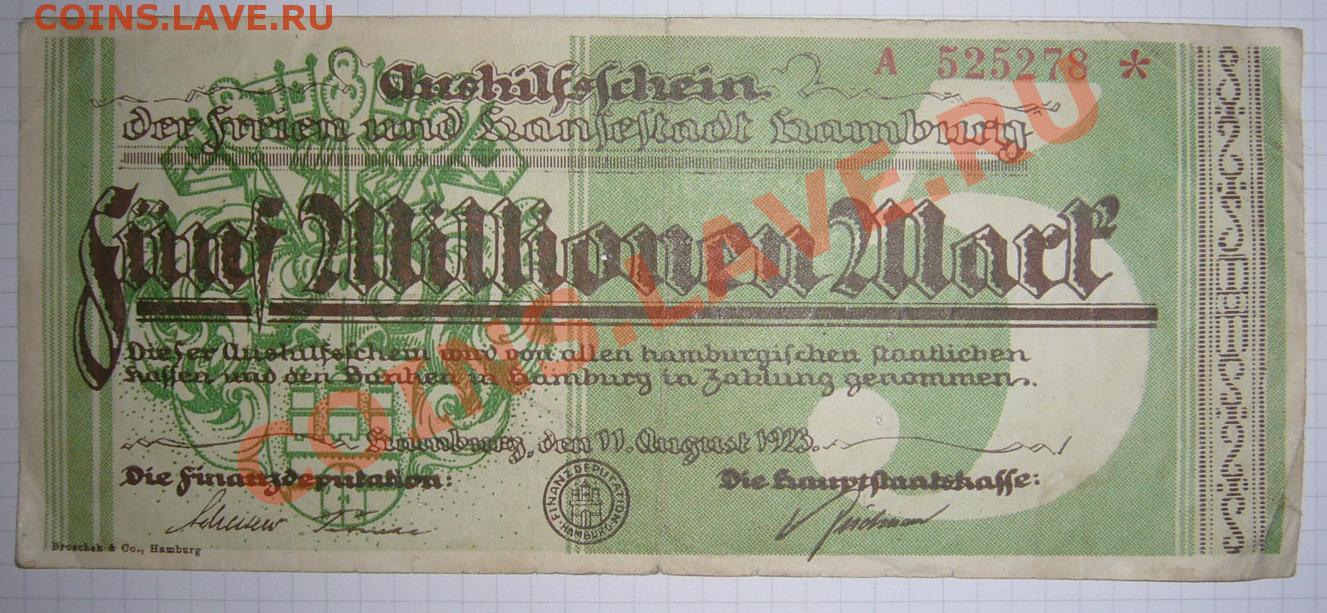 COINS.LAVE.RU
A 525278 *
Aushilfsschein
der Freien und Hansestadt Hamburg
Fünf Millionen Mark
5
Dieser Aushilfsschein wird von allen hamburgischen staatlichen
Kassen und den Banken in Hamburg in Zahlung genommen.
Hamburg, den 11. August 1923.
Die Finanzdeputation: Die Hauptstaatskasse:
FINANZDEPUTATION HAMBURG
Broschek & Co., Hamburg
COINS.LAVE.RU